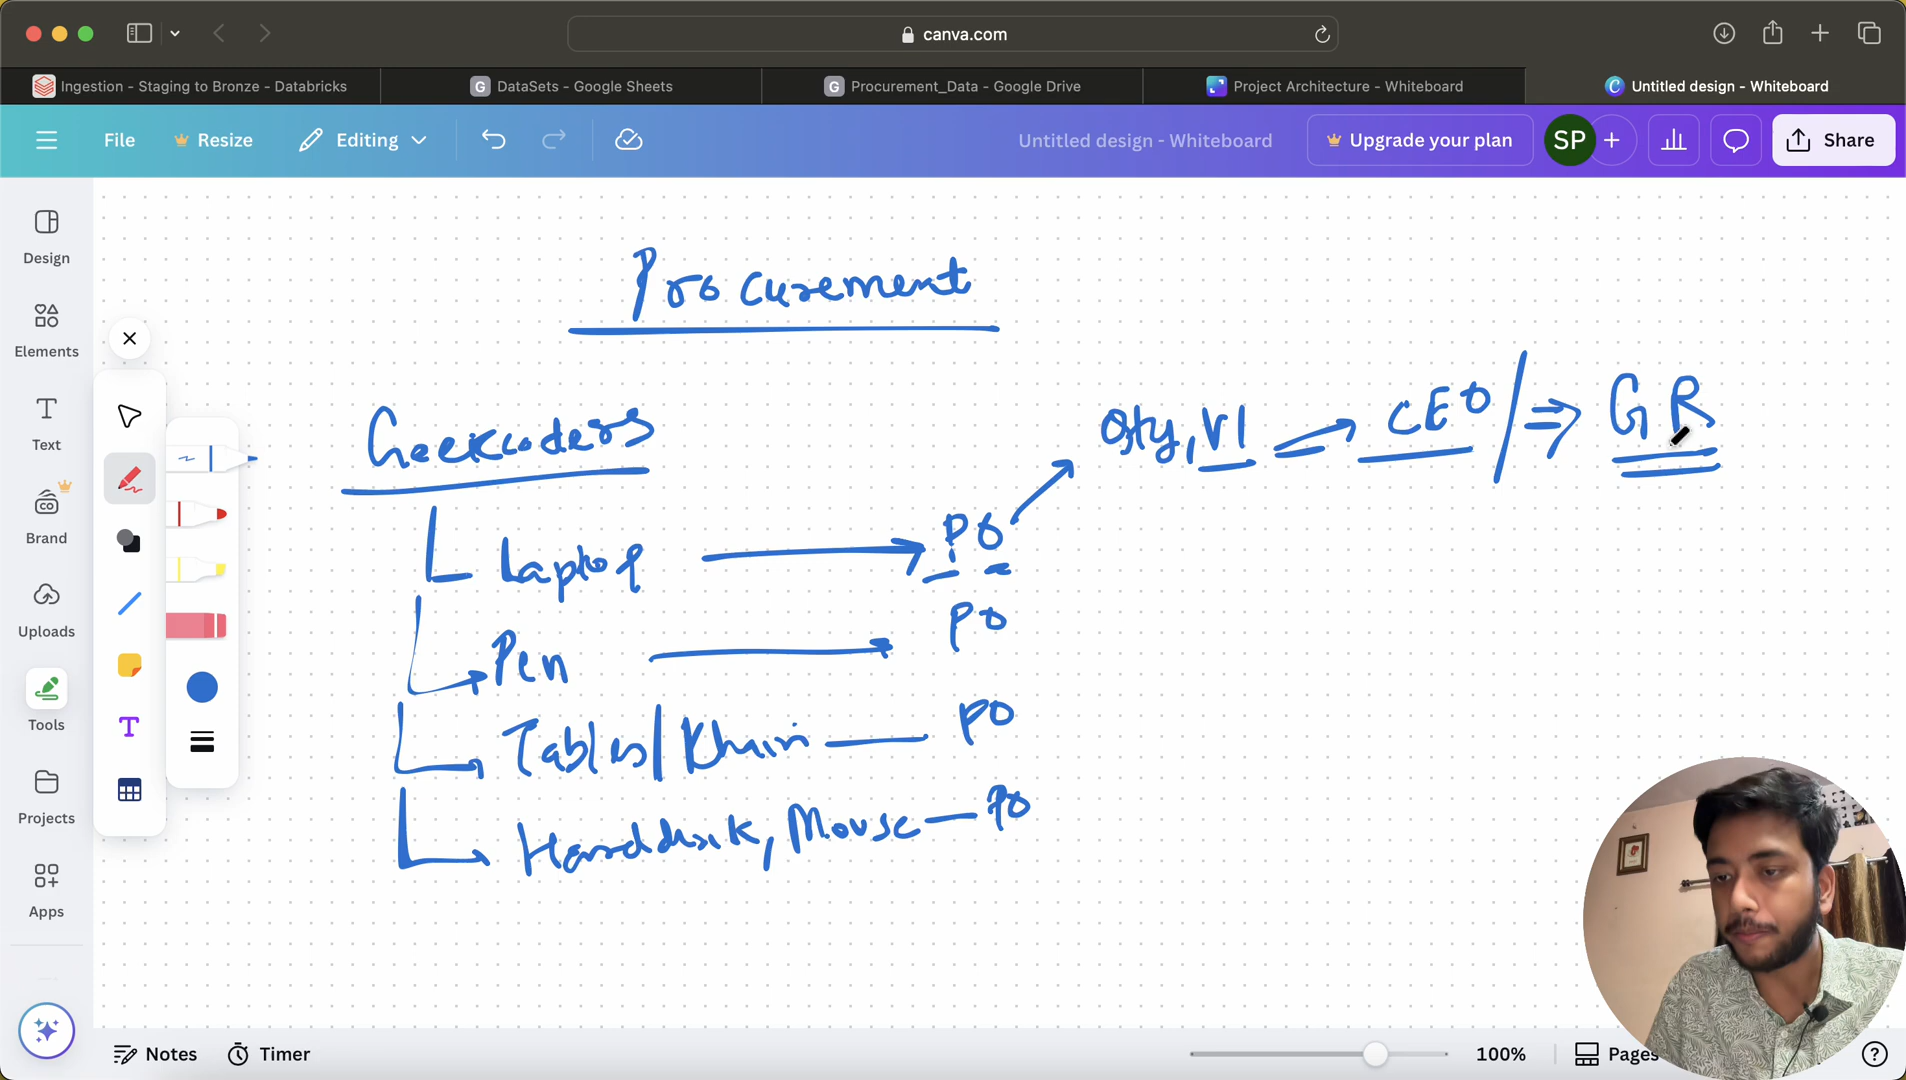 canva.com
Ingestion - Staging to Bronze - Databricks
DataSets - Google Sheets
Procurement_Data - Google Drive
Project Architecture - Whiteboard
Untitled design - Whiteboard
File
Resize
Editing
Untitled design - Whiteboard
Upgrade your plan
SP
Share
Design
Elements
Text
Brand
Uploads
Tools
Projects
Apps
Procurement
Geekcoders
Qty, V1 → CEO / ⇒ GR
Laptop → PO
Pen → PO
Tables/ Khair — PO
Harddisk, Mouse — PO
Notes
Timer
100%
Pages